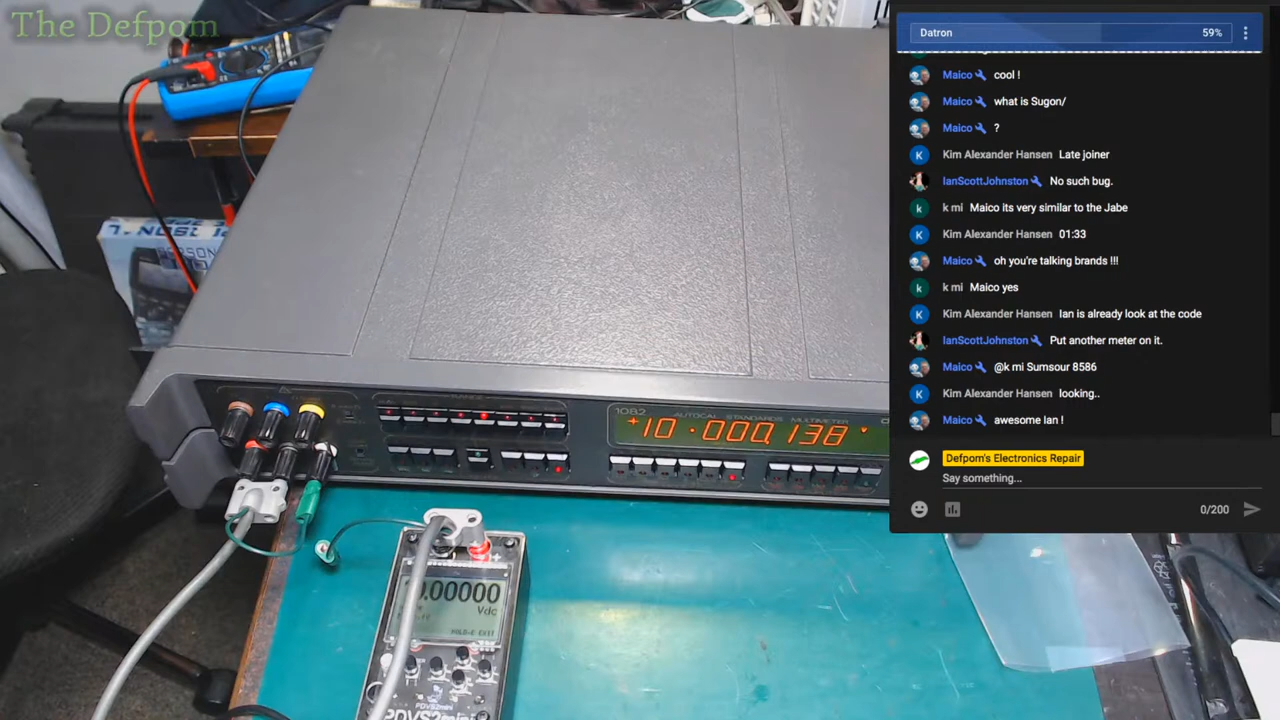 The Defpom
1082 AUTOCAL STANDARDS MULTIMETER
+10.000,138
.00000
Vdc
PDVS2mini
Datron 59%
Maico cool !
Maico what is Sugon/
Maico ?
Kim Alexander Hansen Late joiner
IanScottJohnston No such bug.
k mi Maico its very similar to the Jabe
Kim Alexander Hansen 01:33
Maico oh you're talking brands !!!
k mi Maico yes
Kim Alexander Hansen Ian is already look at the code
IanScottJohnston Put another meter on it.
Maico @k mi Sumsour 8586
Kim Alexander Hansen looking..
Maico awesome Ian !
Defpom's Electronics Repair
Say something...
0/200